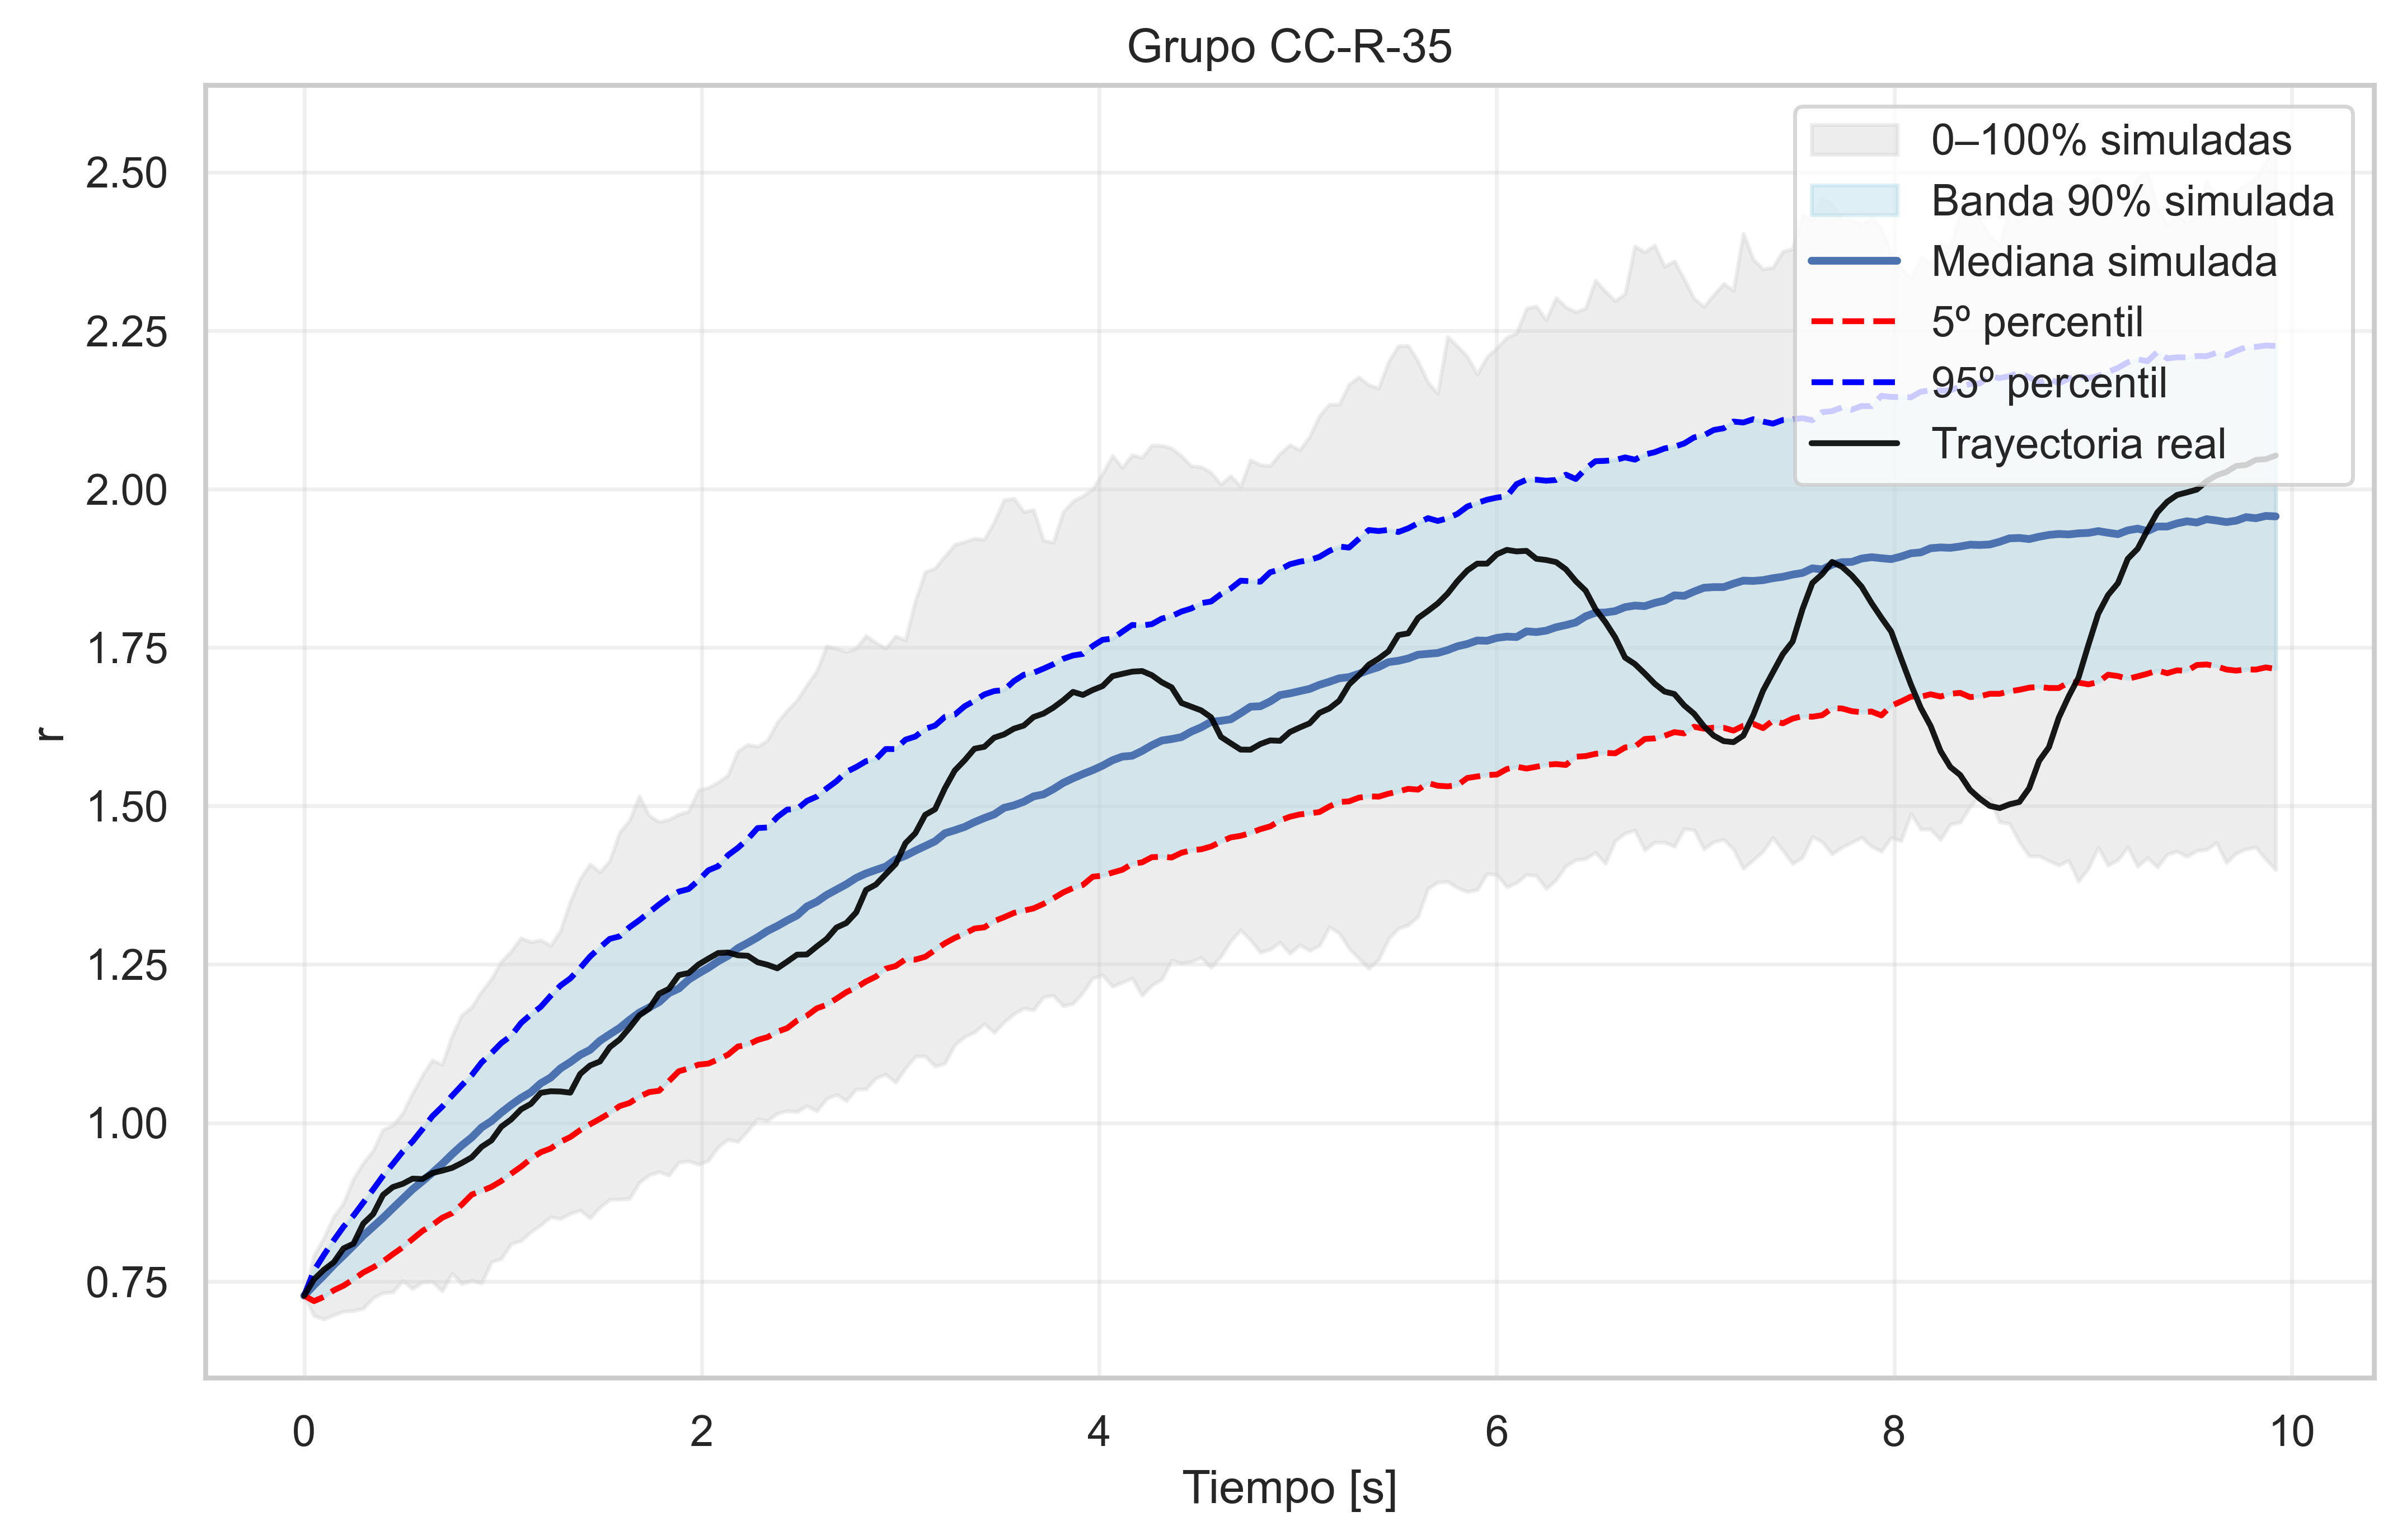 Grupo CC-R-35
0–100% simuladas
Banda 90% simulada
Mediana simulada
5º percentil
95º percentil
Trayectoria real
2.50
2.25
2.00
1.75
1.50
1.25
1.00
0.75
r
0 2 4 6 8 10
Tiempo [s]